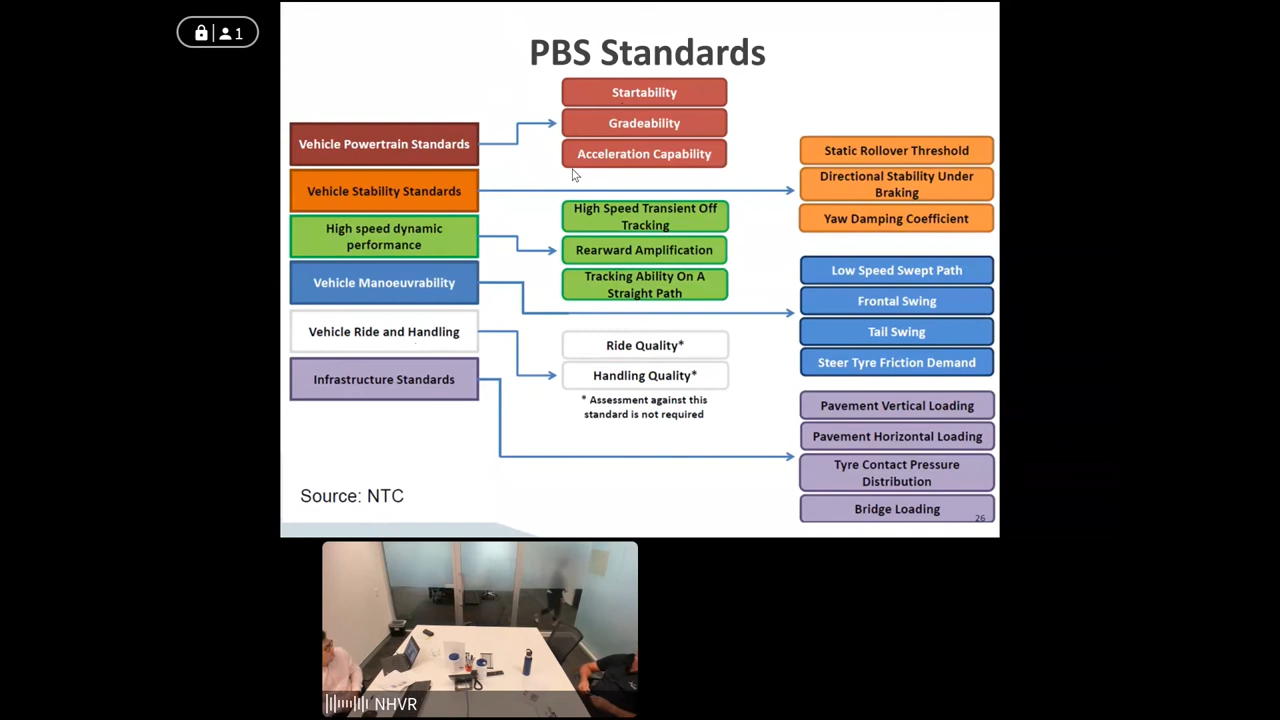 1
PBS Standards
Vehicle Powertrain Standards
Vehicle Stability Standards
High speed dynamic
performance
Vehicle Manoeuvrability
Vehicle Ride and Handling
Infrastructure Standards
Startability
Gradeability
Acceleration Capability
High Speed Transient Off
Tracking
Rearward Amplification
Tracking Ability On A
Straight Path
Ride Quality*
Handling Quality*
* Assessment against this
standard is not required
Static Rollover Threshold
Directional Stability Under
Braking
Yaw Damping Coefficient
Low Speed Swept Path
Frontal Swing
Tail Swing
Steer Tyre Friction Demand
Pavement Vertical Loading
Pavement Horizontal Loading
Tyre Contact Pressure
Distribution
Bridge Loading
26
Source: NTC
NHVR